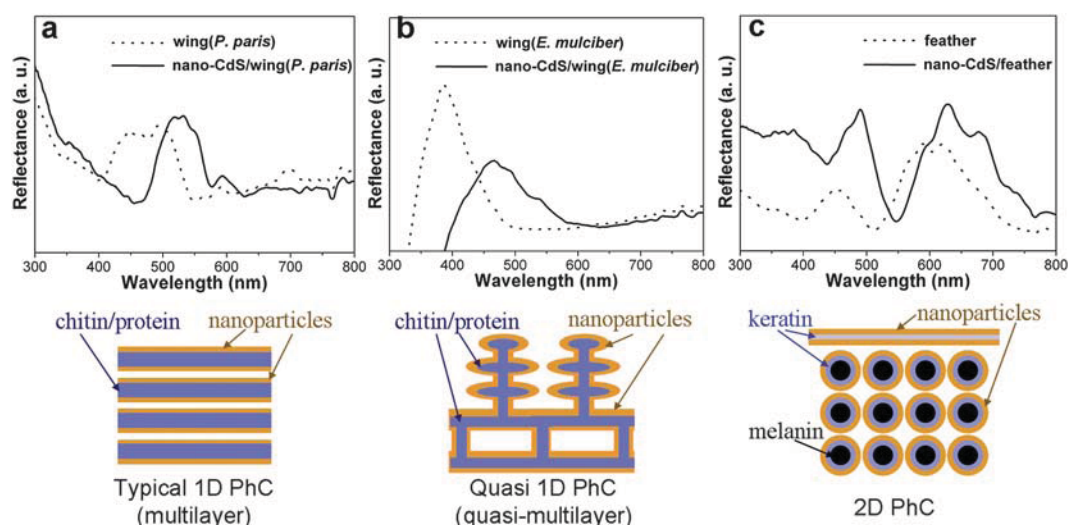 a
wing(P. paris)
nano-CdS/wing(P. paris)
Reflectance (a. u.)
300 400 500 600 700 800
Wavelength (nm)
b
wing(E. mulciber)
nano-CdS/wing(E. mulciber)
Reflectance (a. u.)
300 400 500 600 700 800
Wavelength (nm)
c
feather
nano-CdS/feather
Reflectance (a. u.)
300 400 500 600 700 800
Wavelength (nm)
chitin/protein
nanoparticles
Typical 1D PhC
(multilayer)
chitin/protein
nanoparticles
Quasi 1D PhC
(quasi-multilayer)
keratin
nanoparticles
melanin
2D PhC